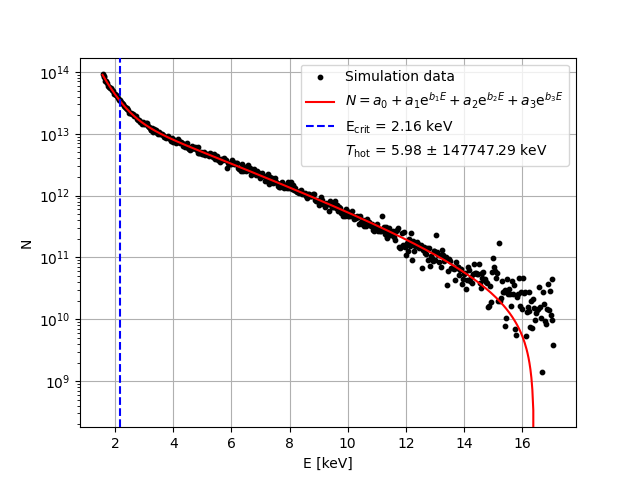 Simulation data
N = a₀ + a₁e^{b₁E} + a₂e^{b₂E} + a₃e^{b₃E}
E_crit = 2.16 keV
T_hot = 5.98 ± 147747.29 keV
10¹⁴
10¹³
10¹²
10¹¹
10¹⁰
10⁹
N
2 4 6 8 10 12 14 16
E [keV]